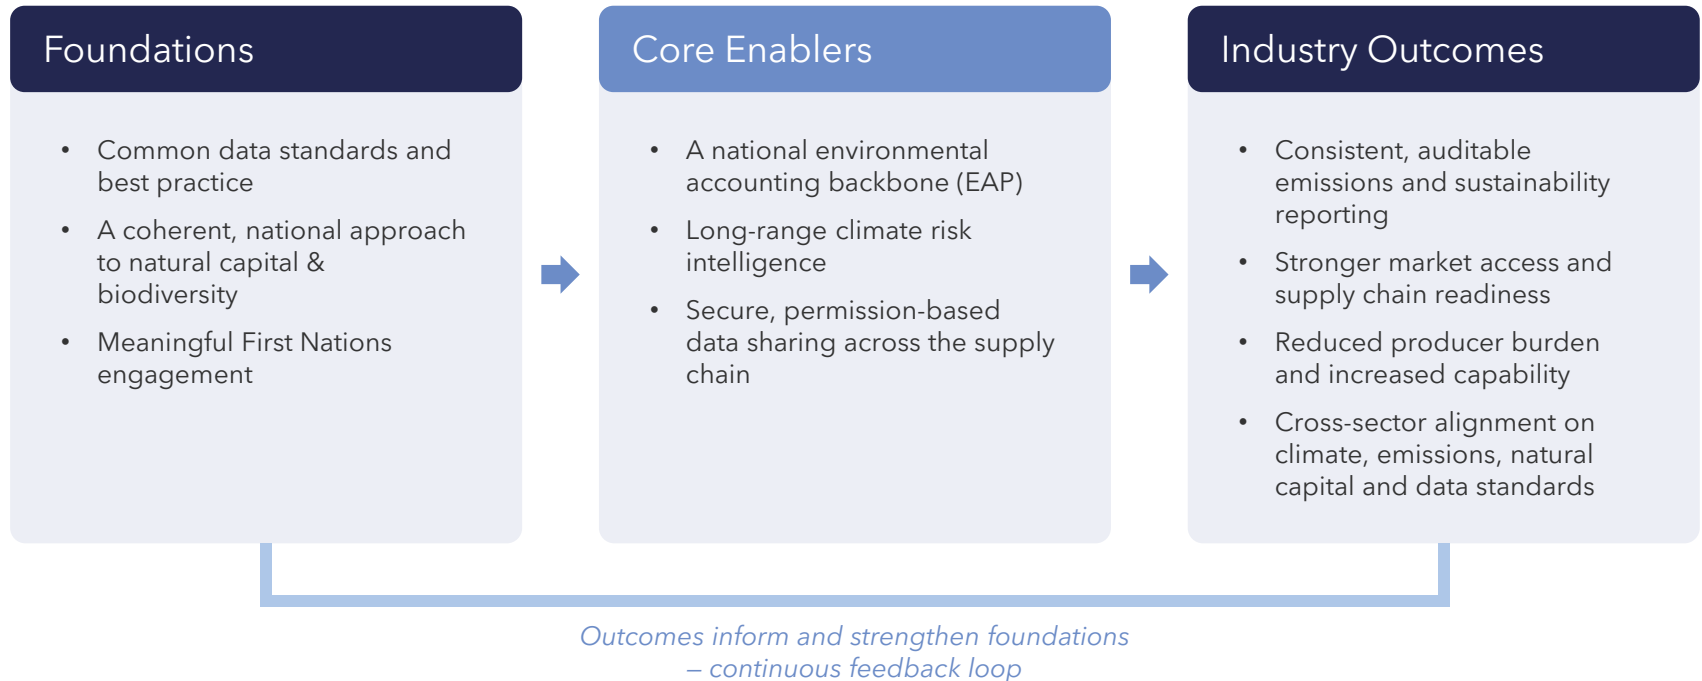 Foundations
• Common data standards and
best practice
• A coherent, national approach
to natural capital &
biodiversity
• Meaningful First Nations
engagement
Core Enablers
• A national environmental
accounting backbone (EAP)
• Long-range climate risk
intelligence
• Secure, permission-based
data sharing across the supply
chain
Industry Outcomes
• Consistent, auditable
emissions and sustainability
reporting
• Stronger market access and
supply chain readiness
• Reduced producer burden
and increased capability
• Cross-sector alignment on
climate, emissions, natural
capital and data standards
Outcomes inform and strengthen foundations
– continuous feedback loop